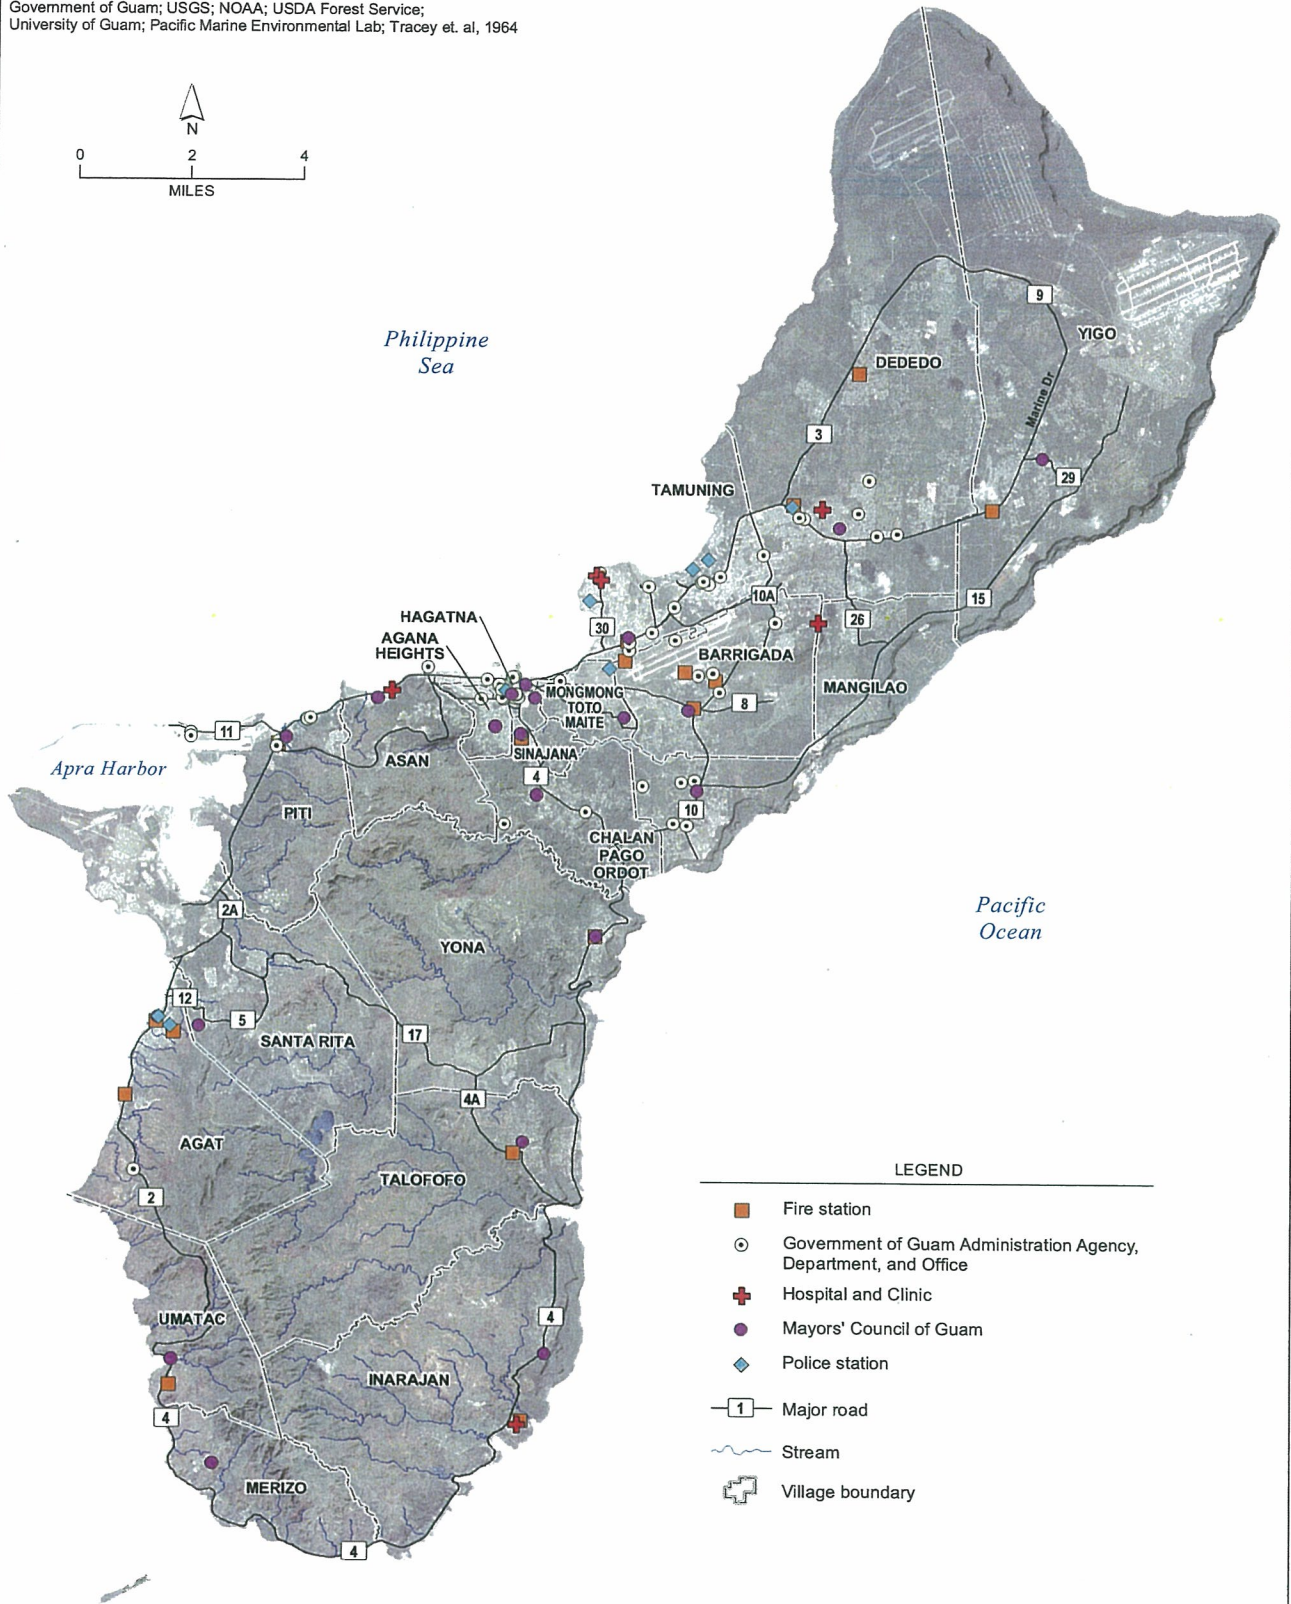 Government of Guam; USGS; NOAA; USDA Forest Service;
University of Guam; Pacific Marine Environmental Lab; Tracey et. al, 1964
N
0 2 4
MILES
Philippine
Sea
9
YIGO
DEDEDO
Marine Dr
3
29
TAMUNING
10A
15
HAGATNA
26
30
AGANA
HEIGHTS
BARRIGADA
MANGILAO
MONGMONG
TOTO
MAITE
8
11
SINAJANA
ASAN
Apra Harbor
4
10
PITI
CHALAN
PAGO
ORDOT
2A
Pacific
Ocean
YONA
12
5
17
SANTA RITA
4A
AGAT
TALOFOFO
2
4
UMATAC
INARAJAN
4
MERIZO
4
LEGEND
Fire station
Government of Guam Administration Agency,
Department, and Office
Hospital and Clinic
Mayors' Council of Guam
Police station
1 Major road
Stream
Village boundary